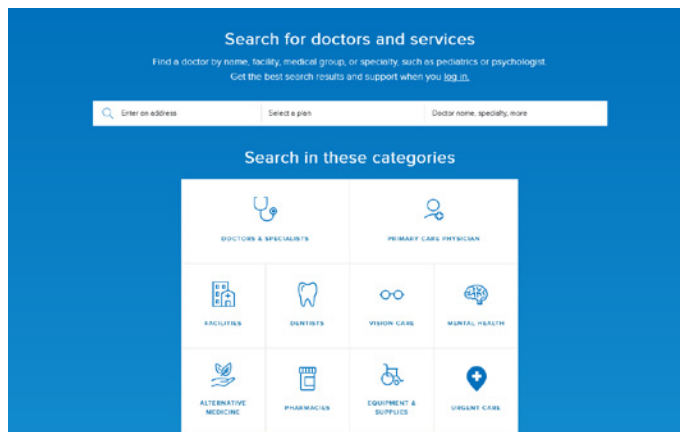 Search for doctors and services
Find a doctor by name, facility, medical group, or specialty, such as pediatrics or psychologist.
Get the best search results and support when you log in.
Enter an address
Select a plan
Doctor name, specialty, more
Search in these categories
DOCTORS & SPECIALISTS
PRIMARY CARE PHYSICIAN
FACILITIES
DENTISTS
VISION CARE
MENTAL HEALTH
ALTERNATIVE
MEDICINE
PHARMACIES
EQUIPMENT &
SUPPLIES
URGENT CARE